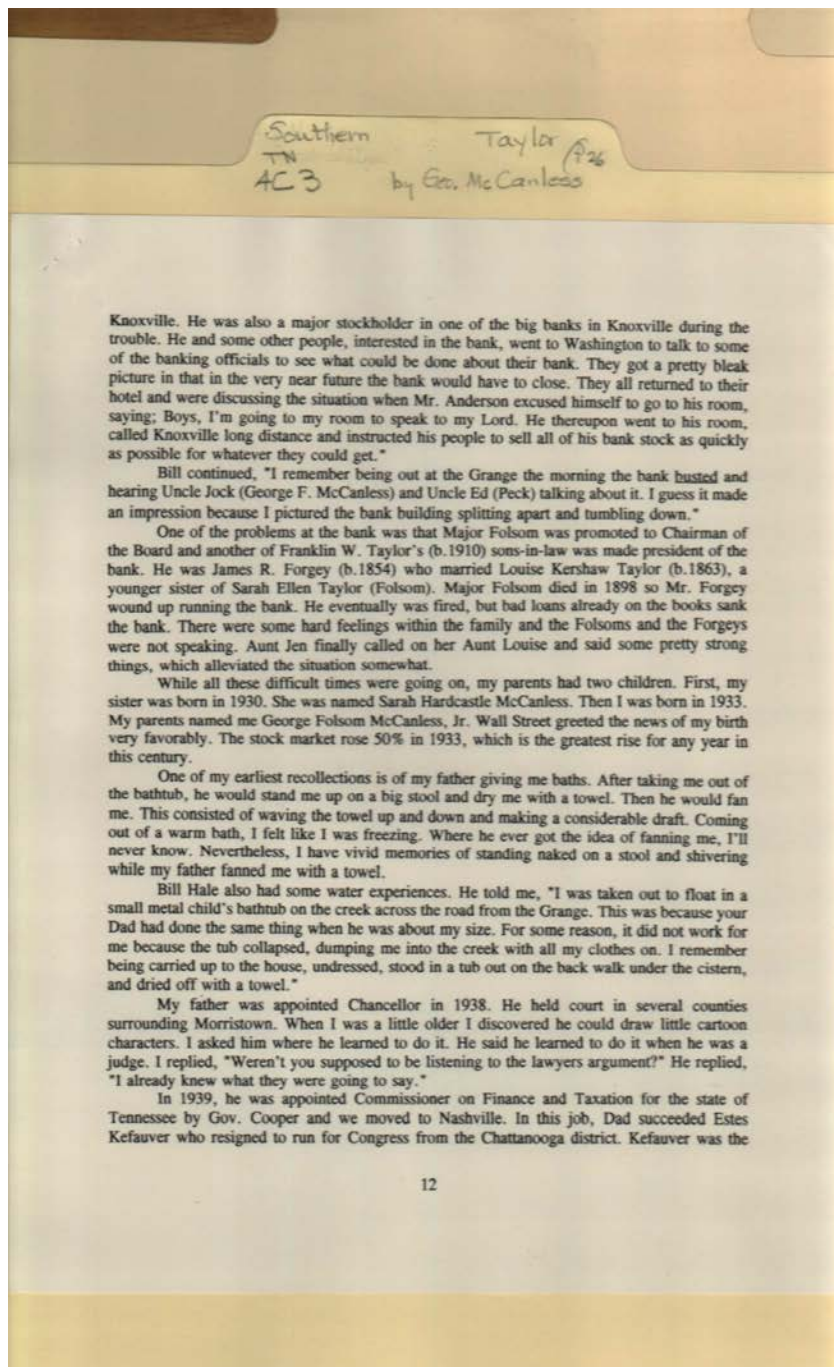 Southern Taylor
TN
AC 3 by Geo. McCanless
Knoxville. He was also a major stockholder in one of the big banks in Knoxville during the
trouble. He and some other people, interested in the bank, went to Washington to talk to some
of the banking officials to see what could be done about their bank. They got a pretty bleak
picture in that in the very near future the bank would have to close. They all returned to their
hotel and were discussing the situation when Mr. Anderson excused himself to go to his room,
saying; Boys, I'm going to my room to speak to my Lord. He thereupon went to his room,
called Knoxville long distance and instructed his people to sell all of his bank stock as quickly
as possible for whatever they could get."
Bill continued, "I remember being out at the Grange the morning the bank busted and
hearing Uncle Jock (George F. McCanless) and Uncle Ed (Peck) talking about it. I guess it made
an impression because I pictured the bank building splitting apart and tumbling down."
One of the problems at the bank was that Major Folsom was promoted to Chairman of
the Board and another of Franklin W. Taylor's (b.1910) sons-in-law was made president of the
bank. He was James R. Forgey (b.1854) who married Louise Kershaw Taylor (b.1863), a
younger sister of Sarah Ellen Taylor (Folsom). Major Folsom died in 1898 so Mr. Forgey
wound up running the bank. He eventually was fired, but bad loans already on the books sank
the bank. There were some hard feelings within the family and the Folsoms and the Forgeys
were not speaking. Aunt Jen finally called on her Aunt Louise and said some pretty strong
things, which alleviated the situation somewhat.
While all these difficult times were going on, my parents had two children. First, my
sister was born in 1930. She was named Sarah Hardcastle McCanless. Then I was born in 1933.
My parents named me George Folsom McCanless, Jr. Wall Street greeted the news of my birth
very favorably. The stock market rose 50% in 1933, which is the greatest rise for any year in
this century.
One of my earliest recollections is of my father giving me baths. After taking me out of
the bathtub, he would stand me up on a big stool and dry me with a towel. Then he would fan
me. This consisted of waving the towel up and down and making a considerable draft. Coming
out of a warm bath, I felt like I was freezing. Where he ever got the idea of fanning me, I'll
never know. Nevertheless, I have vivid memories of standing naked on a stool and shivering
while my father fanned me with a towel.
Bill Hale also had some water experiences. He told me, "I was taken out to float in a
small metal child's bathtub on the creek across the road from the Grange. This was because your
Dad had done the same thing when he was about my size. For some reason, it did not work for
me because the tub collapsed, dumping me into the creek with all my clothes on. I remember
being carried up to the house, undressed, stood in a tub out on the back walk under the cistern,
and dried off with a towel."
My father was appointed Chancellor in 1938. He held court in several counties
surrounding Morristown. When I was a little older I discovered he could draw little cartoon
characters. I asked him where he learned to do it. He said he learned to do it when he was a
judge. I replied, "Weren't you supposed to be listening to the lawyers argument?" He replied,
"I already knew what they were going to say."
In 1939, he was appointed Commissioner on Finance and Taxation for the state of
Tennessee by Gov. Cooper and we moved to Nashville. In this job, Dad succeeded Estes
Kefauver who resigned to run for Congress from the Chattanooga district. Kefauver was the
12